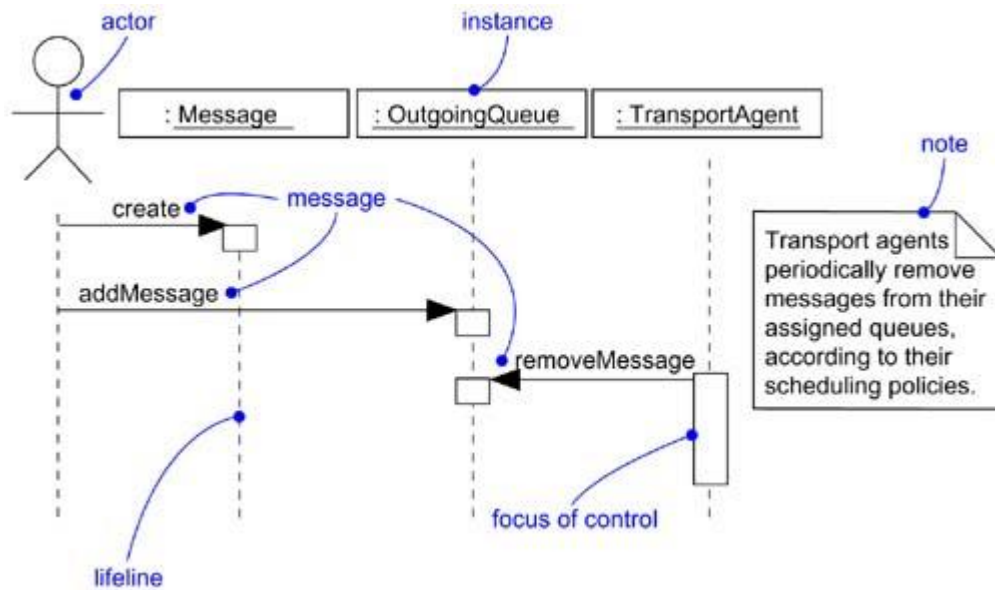 actor
instance
: Message
: OutgoingQueue
: TransportAgent
note
create
message
addMessage
removeMessage
Transport agents
periodically remove
messages from their
assigned queues,
according to their
scheduling policies.
focus of control
lifeline